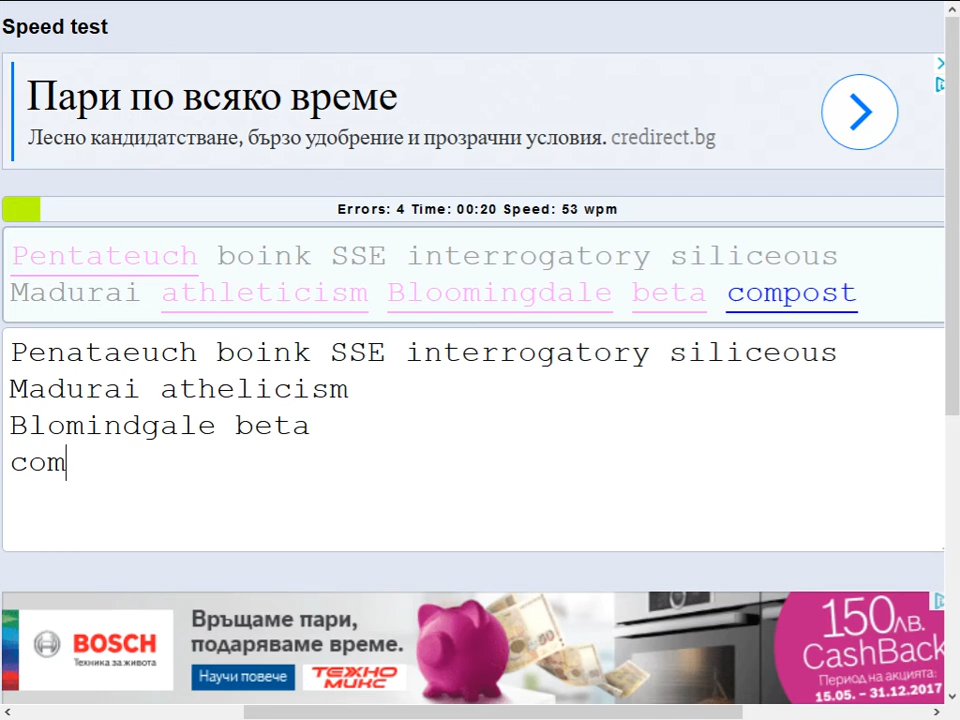 Speed test
Пари по всяко време
Лесно кандидатстване, бързо удобрение и прозрачни условия. credirect.bg
Errors: 4 Time: 00:20 Speed: 53 wpm
Pentateuch boink SSE interrogatory siliceous
Madurai athleticism Bloomingdale beta compost
Penataeuch boink SSE interrogatory siliceous
Madurai athelicism
Blomindgale beta
com
BOSCH
Техника за живота
Връщаме пари,
подаряваме време.
Научи повече
ТЕХНО
МИКС
150ЛВ.
CashBack
Период на акцията:
15.05. – 31.12.2017